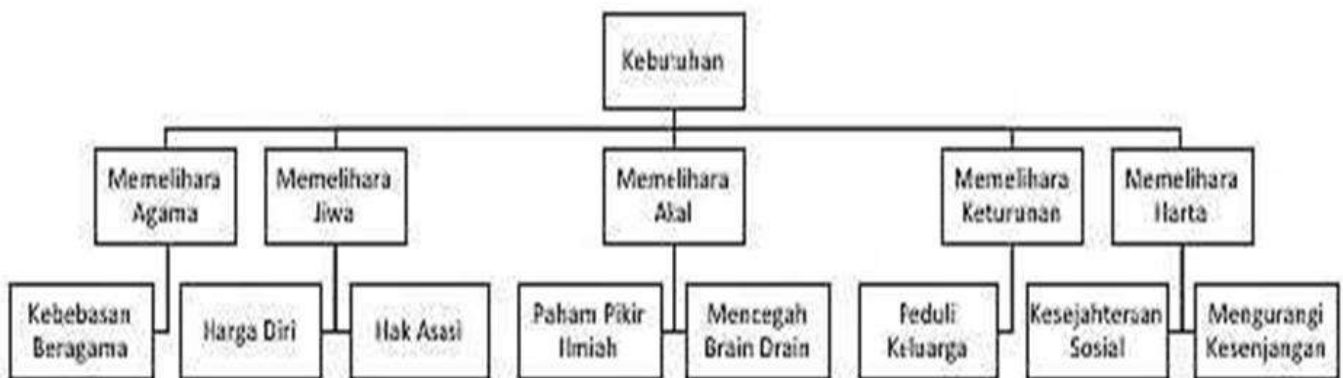 Kebutuhan
Memelihara
Agama
Memelihara
Jiwa
Memelihara
Akal
Memelihara
Keturunan
Memelihara
Harta
Kebebasan
Beragama
Harga Diri
Hak Asasi
Paham Pikir
Ilmiah
Mencegah
Brain Drain
Peduli
Keluarga
Kesejahteraan
Sosial
Mengurangi
Kesenjangan